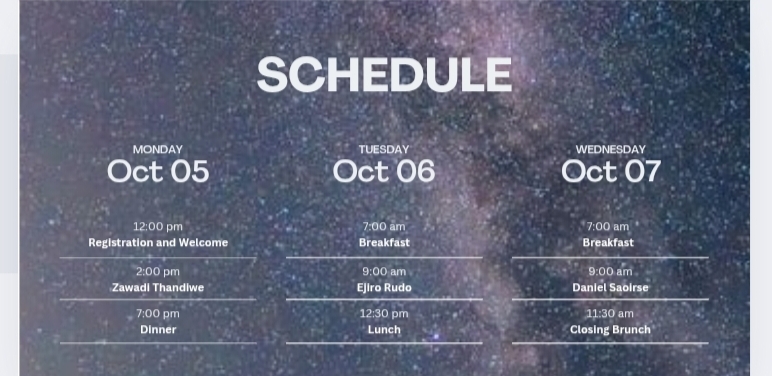 SCHEDULE
MONDAY
Oct 05
12:00 pm
Registration and Welcome
2:00 pm
Zawadi Thandiwe
7:00 pm
Dinner
TUESDAY
Oct 06
7:00 am
Breakfast
9:00 am
Ejiro Rudo
12:30 pm
Lunch
WEDNESDAY
Oct 07
7:00 am
Breakfast
9:00 am
Daniel Saoirse
11:30 am
Closing Brunch